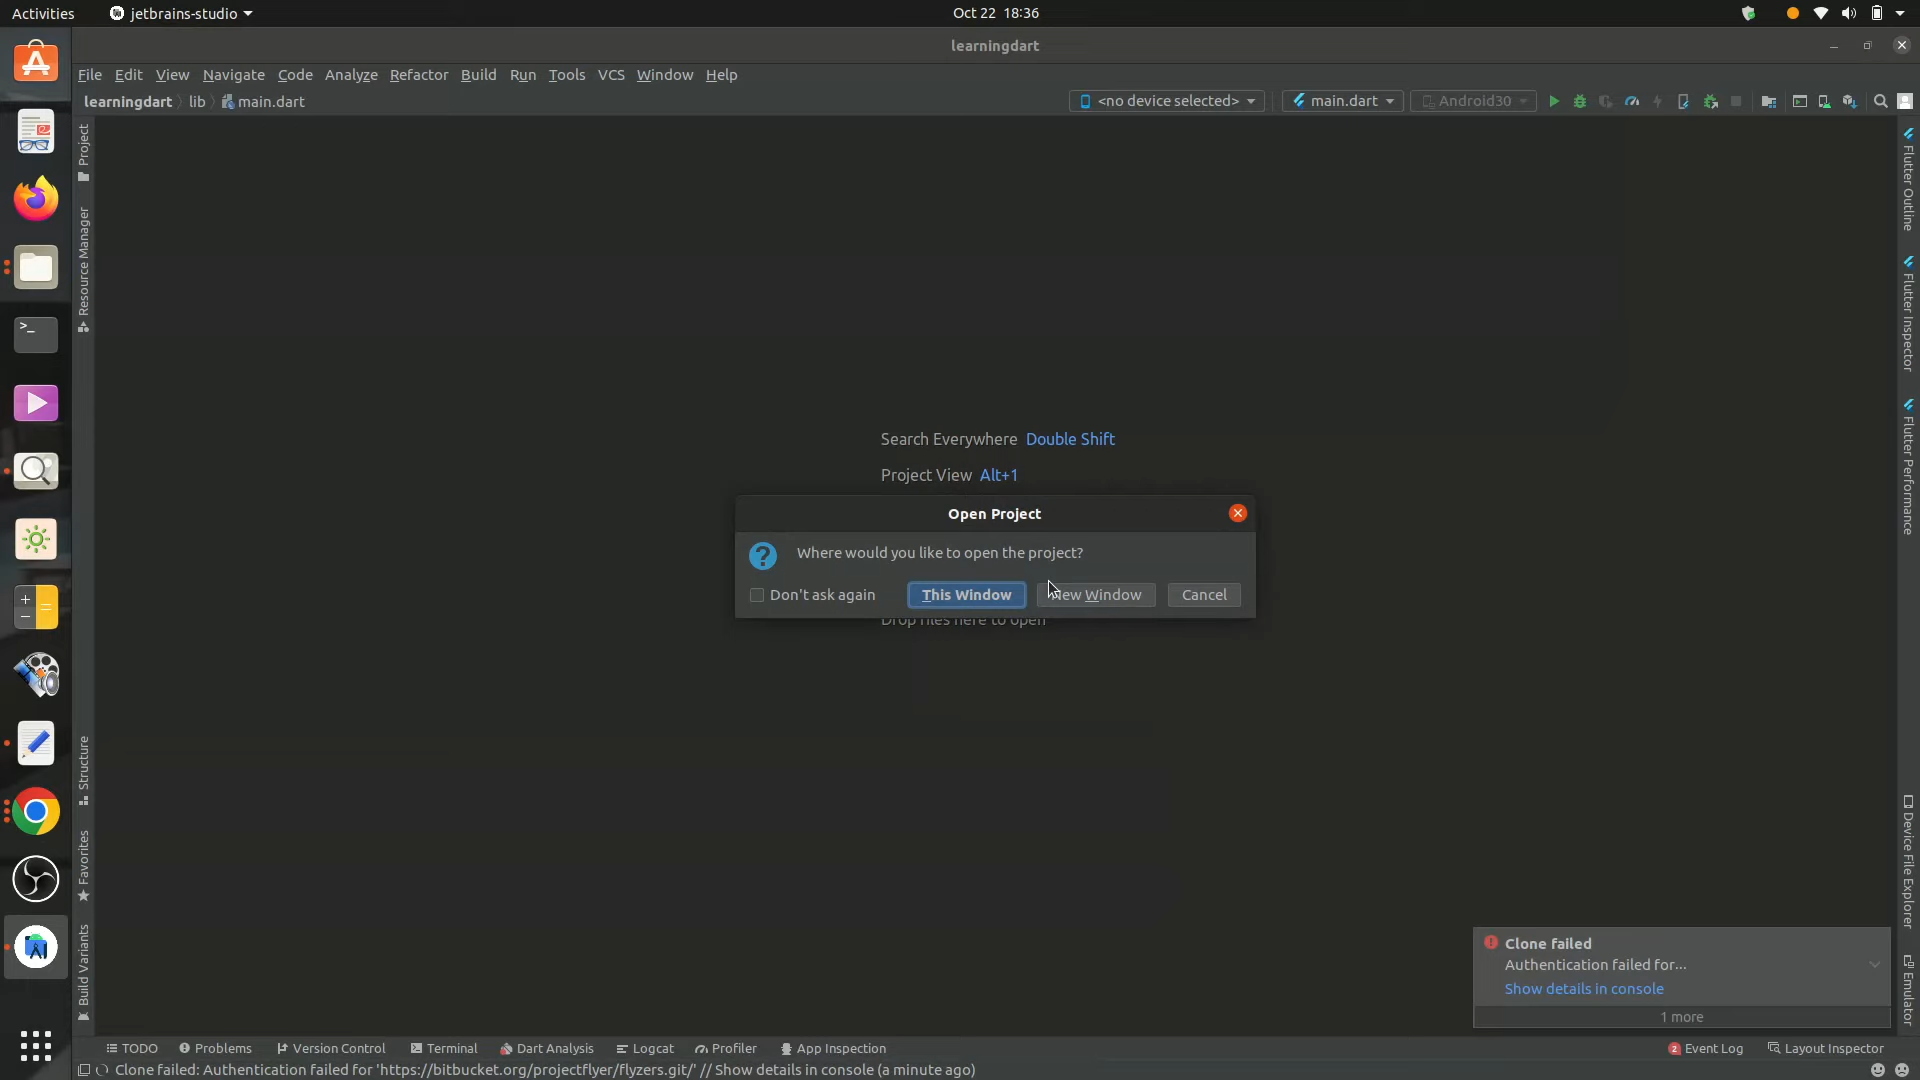 Activities
jetbrains-studio
Oct 22 18:36
learningdart
File Edit View Navigate Code Analyze Refactor Build Run Tools VCS Window Help
learningdart lib main.dart
<no device selected>
main.dart
Android30
Project
Resource Manager
Structure
Favorites
Build Variants
Flutter Outline
Flutter Inspector
Flutter Performance
Device File Explorer
Emulator
Search Everywhere Double Shift
Project View Alt+1
Open Project
Where would you like to open the project?
Don't ask again
This Window
New Window
Cancel
Drop files here to open
Clone failed
Authentication failed for...
Show details in console
1 more
TODO Problems Version Control Terminal Dart Analysis Logcat Profiler App Inspection
2 Event Log Layout Inspector
Clone failed: Authentication failed for 'https://bitbucket.org/projectflyer/flyzers.git/' // Show details in console (a minute ago)